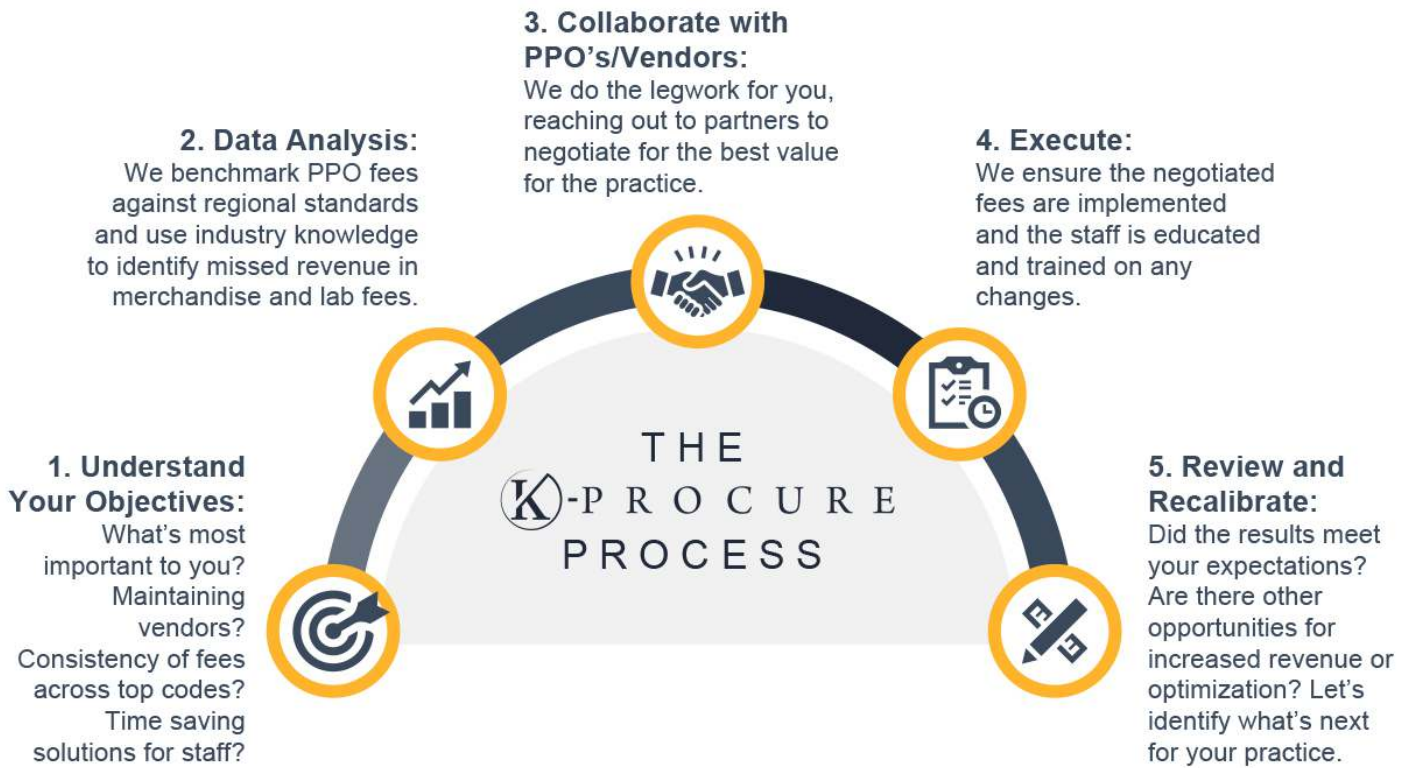 1. Understand
Your Objectives:
What's most
important to you?
Maintaining
vendors?
Consistency of fees
across top codes?
Time saving
solutions for staff?
2. Data Analysis:
We benchmark PPO fees
against regional standards
and use industry knowledge
to identify missed revenue in
merchandise and lab fees.
3. Collaborate with
PPO's/Vendors:
We do the legwork for you,
reaching out to partners to
negotiate for the best value
for the practice.
4. Execute:
We ensure the negotiated
fees are implemented
and the staff is educated
and trained on any
changes.
5. Review and
Recalibrate:
Did the results meet
your expectations?
Are there other
opportunities for
increased revenue or
optimization? Let's
identify what's next
for your practice.
THE
K-PROCURE
PROCESS